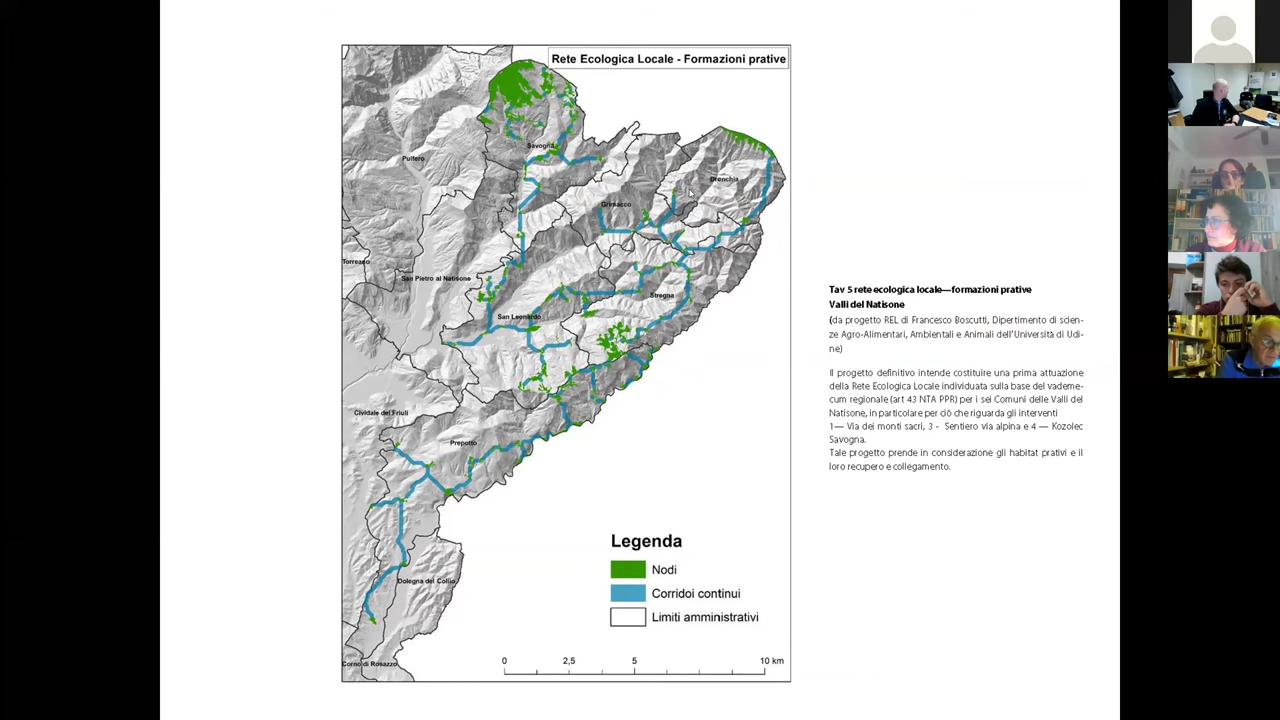 Rete Ecologica Locale - Formazioni prative
Savogna
Pulfero
Drenchia
Grimacco
Torreano
San Pietro al Natisone
Stregna
San Leonardo
Cividale del Friuli
Prepotto
Dolegna del Collio
Corno di Rosazzo
Legenda
Nodi
Corridoi continui
Limiti amministrativi
0 2,5 5 10 km
Tav 5 rete ecologica locale—formazioni prative
Valli del Natisone
(da progetto REL di Francesco Boscutti, Dipertimento di scien-
ze Agro-Alimentari, Ambientali e Animali dell'Università di Udi-
ne)
Il progetto definitivo intende costituire una prima attuazione
della Rete Ecologica Locale individuata sulla base del vademe-
cum regionale (art 43 NTA PPR) per i sei Comuni delle Valli del
Natisone, in particolare per ciò che riguarda gli interventi
1— Via dei monti sacri, 3 - Sentiero via alpina e 4 — Kozolec
Savogna.
Tale progetto prende in considerazione gli habitat prativi e il
loro recupero e collegamento.